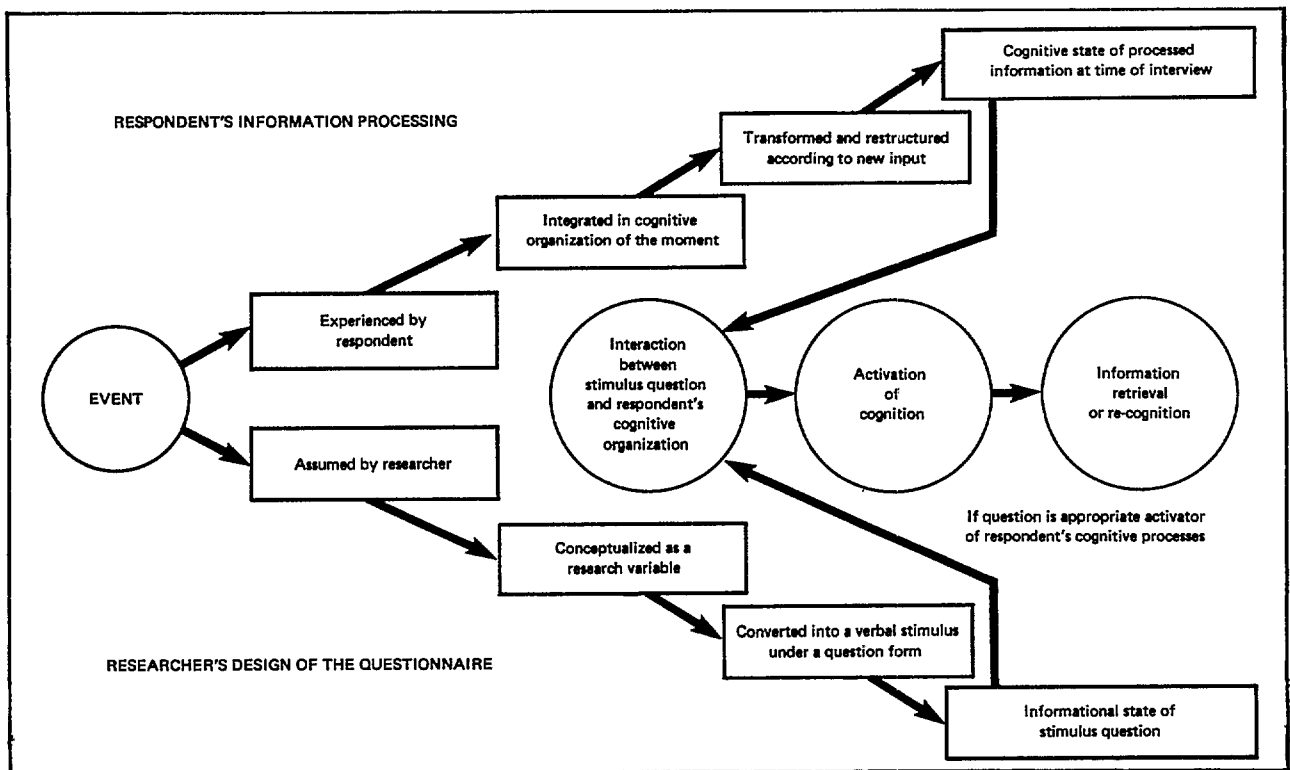 RESPONDENT'S INFORMATION PROCESSING
Cognitive state of processed
information at time of interview
Transformed and restructured
according to new input
Integrated in cognitive
organization of the moment
Experienced by
respondent
EVENT
Interaction
between
stimulus question
and respondent's
cognitive
organization
Activation
of
cognition
Information
retrieval
or re-cognition
If question is appropriate activator
of respondent's cognitive processes
Assumed by researcher
Conceptualized as a
research variable
Converted into a verbal stimulus
under a question form
Informational state of
stimulus question
RESEARCHER'S DESIGN OF THE QUESTIONNAIRE